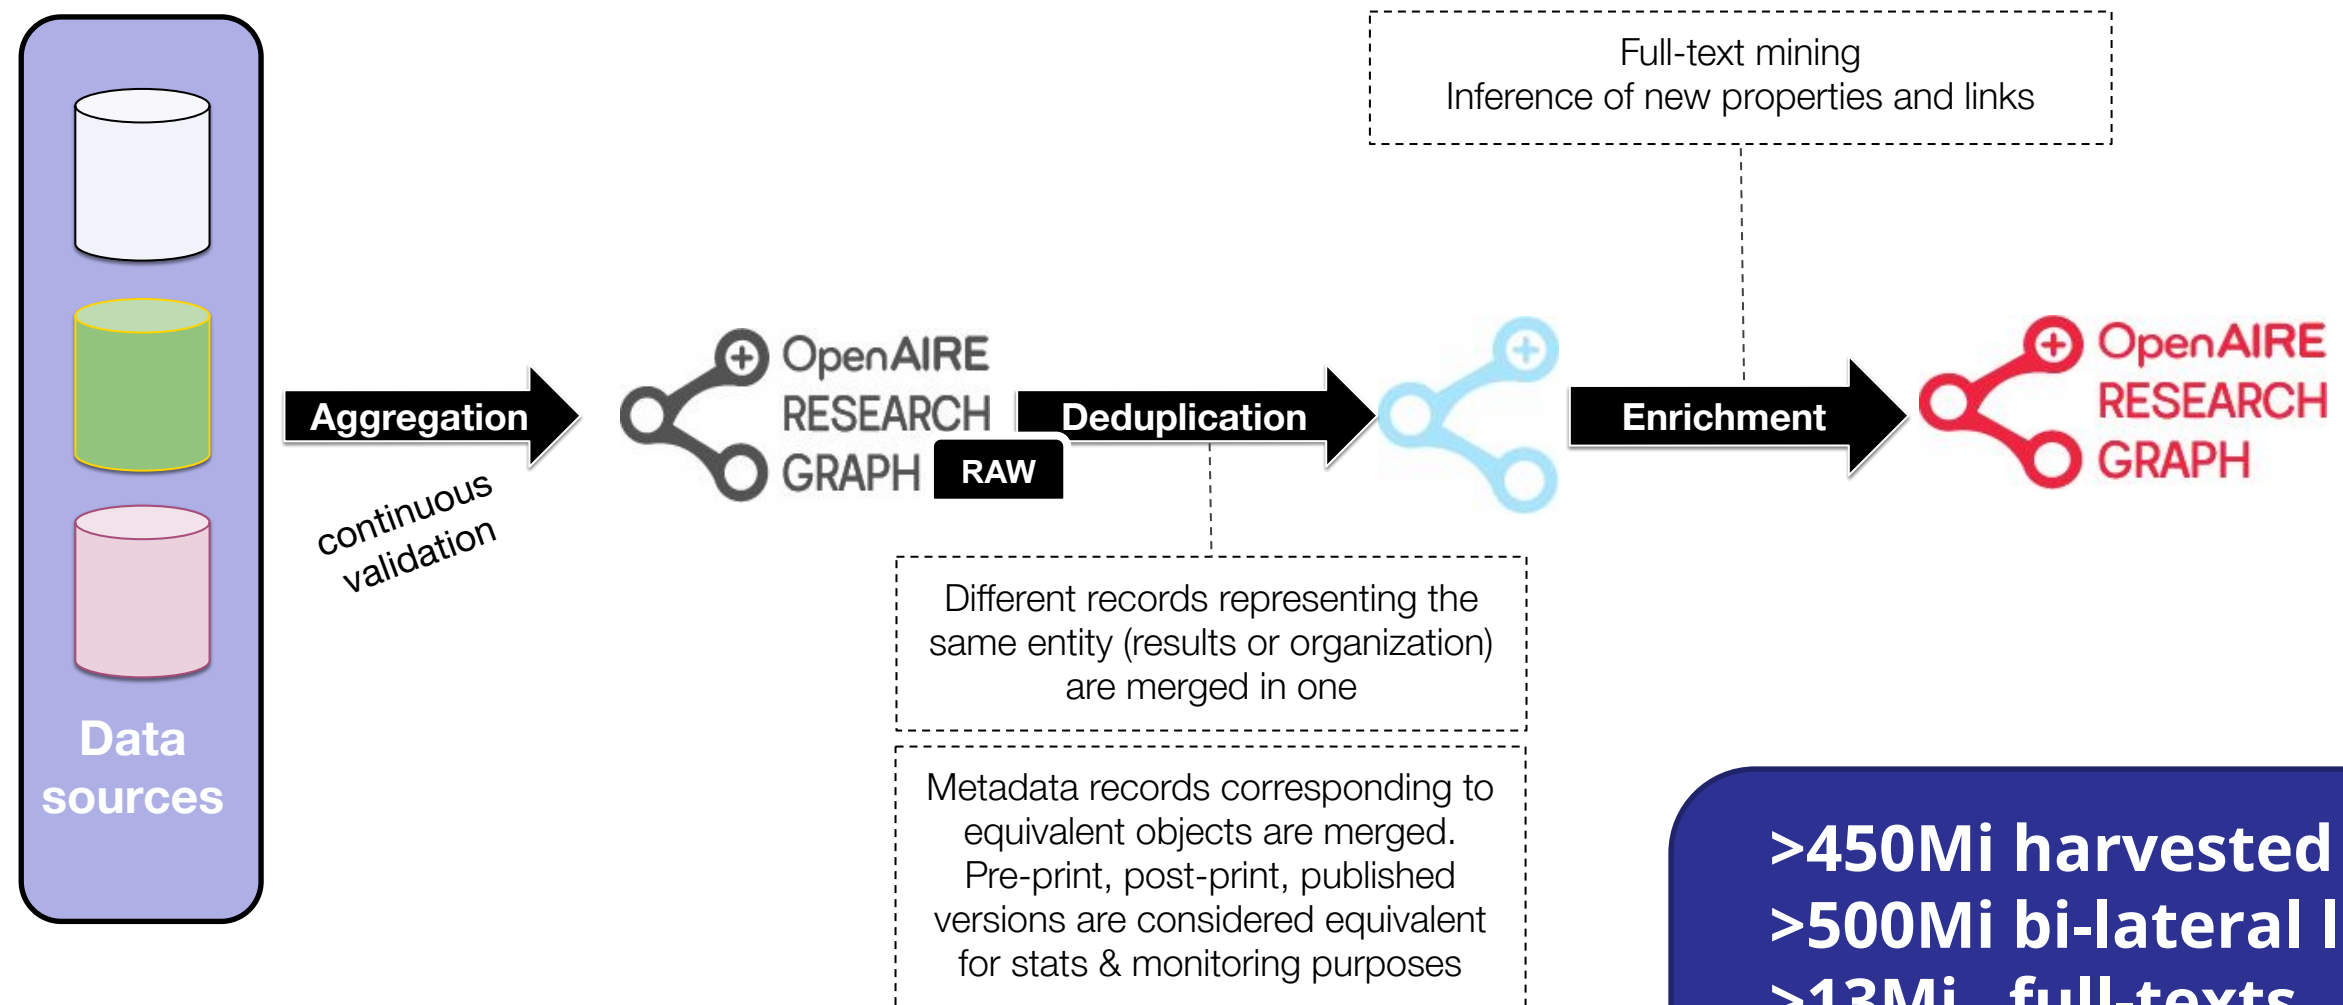 Full-text mining
Inference of new properties and links
OpenAIRE
RESEARCH
GRAPH
RAW
Aggregation
continuous
validation
Deduplication
Enrichment
OpenAIRE
RESEARCH
GRAPH
Different records representing the
same entity (results or organization)
are merged in one
Data
sources
Metadata records corresponding to
equivalent objects are merged.
Pre-print, post-print, published
versions are considered equivalent
for stats & monitoring purposes
>450Mi harvested
>500Mi bi-lateral
>13Mi full-texts